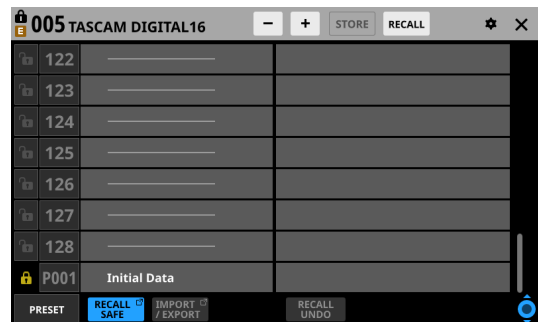 E 005 TASCAM DIGITAL16 - + STORE RECALL
122
123
124
125
126
127
128
P001 Initial Data
PRESET RECALL SAFE IMPORT / EXPORT RECALL UNDO